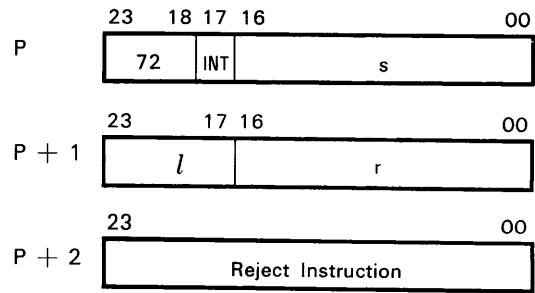 23 18 17 16 00
P 72 INT s
23 17 16 00
P + 1 l r
23 00
P + 2 Reject Instruction